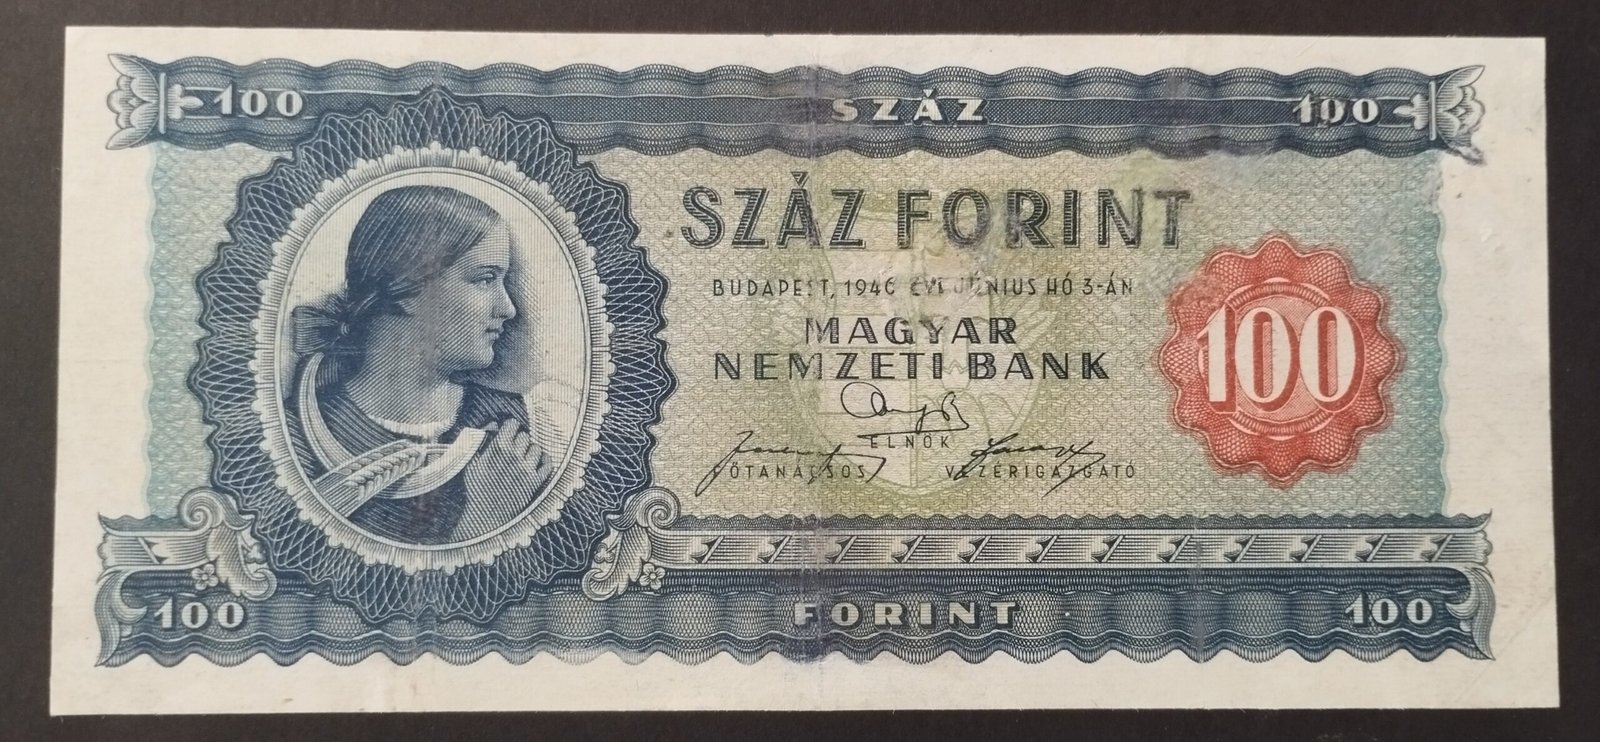 100 SZÁZ 100
SZÁZ FORINT
BUDAPEST, 1946 ÉVI JÚNIUS HÓ 3-ÁN
MAGYAR
NEMZETI BANK
100
ELNÖK
FŐTANÁCSOS VEZÉRIGAZGATÓ
100 FORINT 100